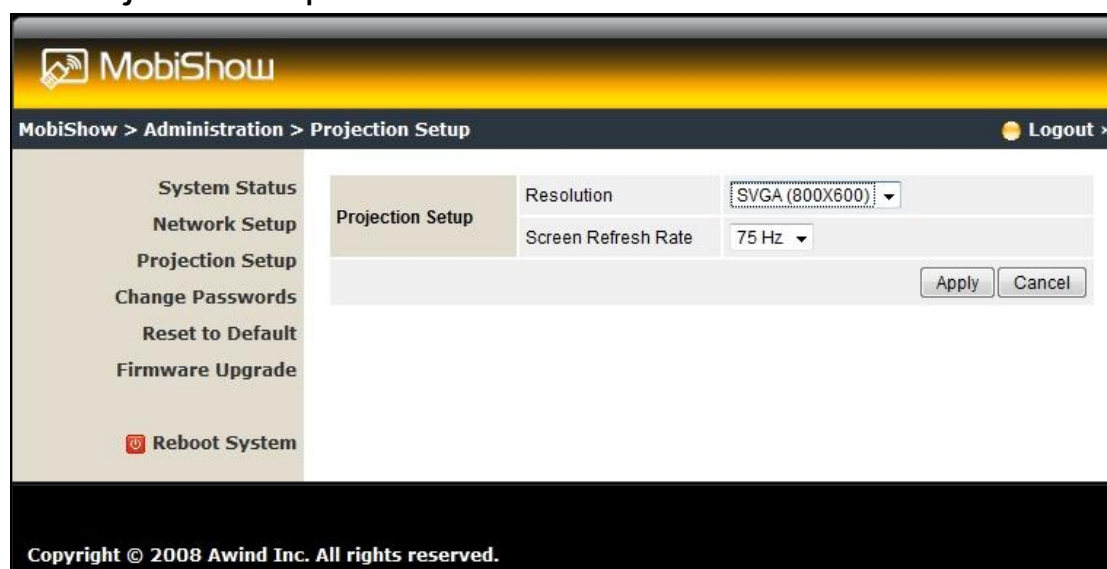 MobiShow
MobiShow > Administration > Projection Setup
Logout »
System Status
Network Setup
Projection Setup
Change Passwords
Reset to Default
Firmware Upgrade
Reboot System
Projection Setup
Resolution
SVGA (800X600)
Screen Refresh Rate
75 Hz
Apply
Cancel
Copyright © 2008 Awind Inc. All rights reserved.